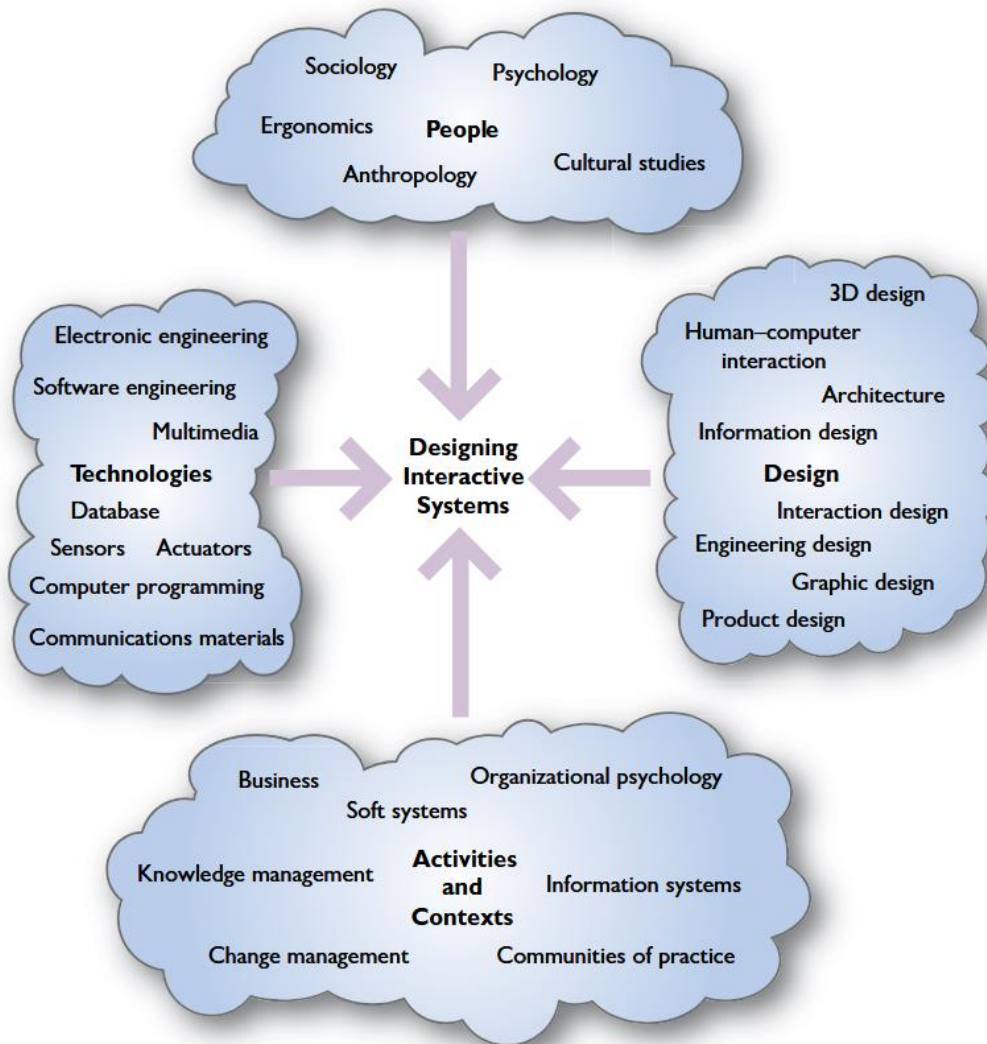 Sociology
Psychology
Ergonomics
People
Anthropology
Cultural studies
Electronic engineering
Software engineering
Multimedia
Technologies
Database
Sensors
Actuators
Computer programming
Communications materials
Designing
Interactive
Systems
3D design
Human–computer
interaction
Architecture
Information design
Design
Interaction design
Engineering design
Graphic design
Product design
Business
Organizational psychology
Soft systems
Knowledge management
Activities
and
Contexts
Information systems
Change management
Communities of practice